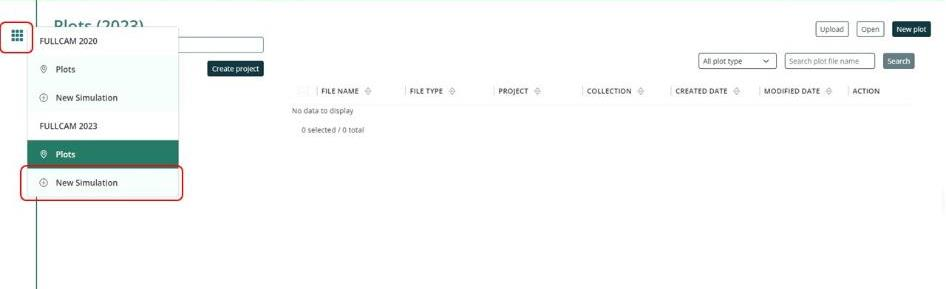 Plots (2023)
Upload Open New plot
FULLCAM 2020
Plots
New Simulation
FULLCAM 2023
Plots
New Simulation
Create project
All plot type Search plot file name Search
FILE NAME FILE TYPE PROJECT COLLECTION CREATED DATE MODIFIED DATE ACTION
No data to display
0 selected / 0 total